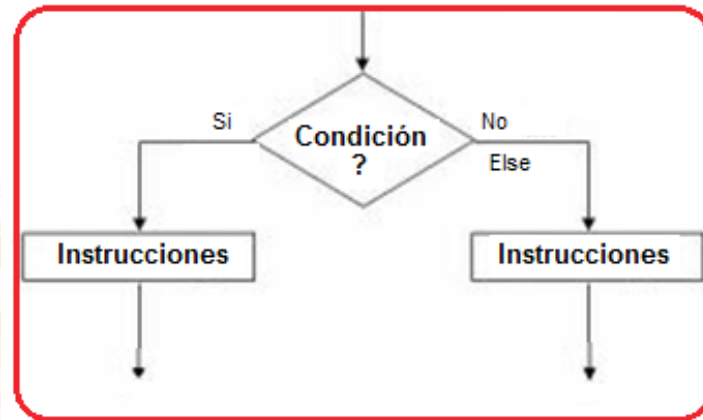 Si
Condición
?
No
Else
Instrucciones
Instrucciones